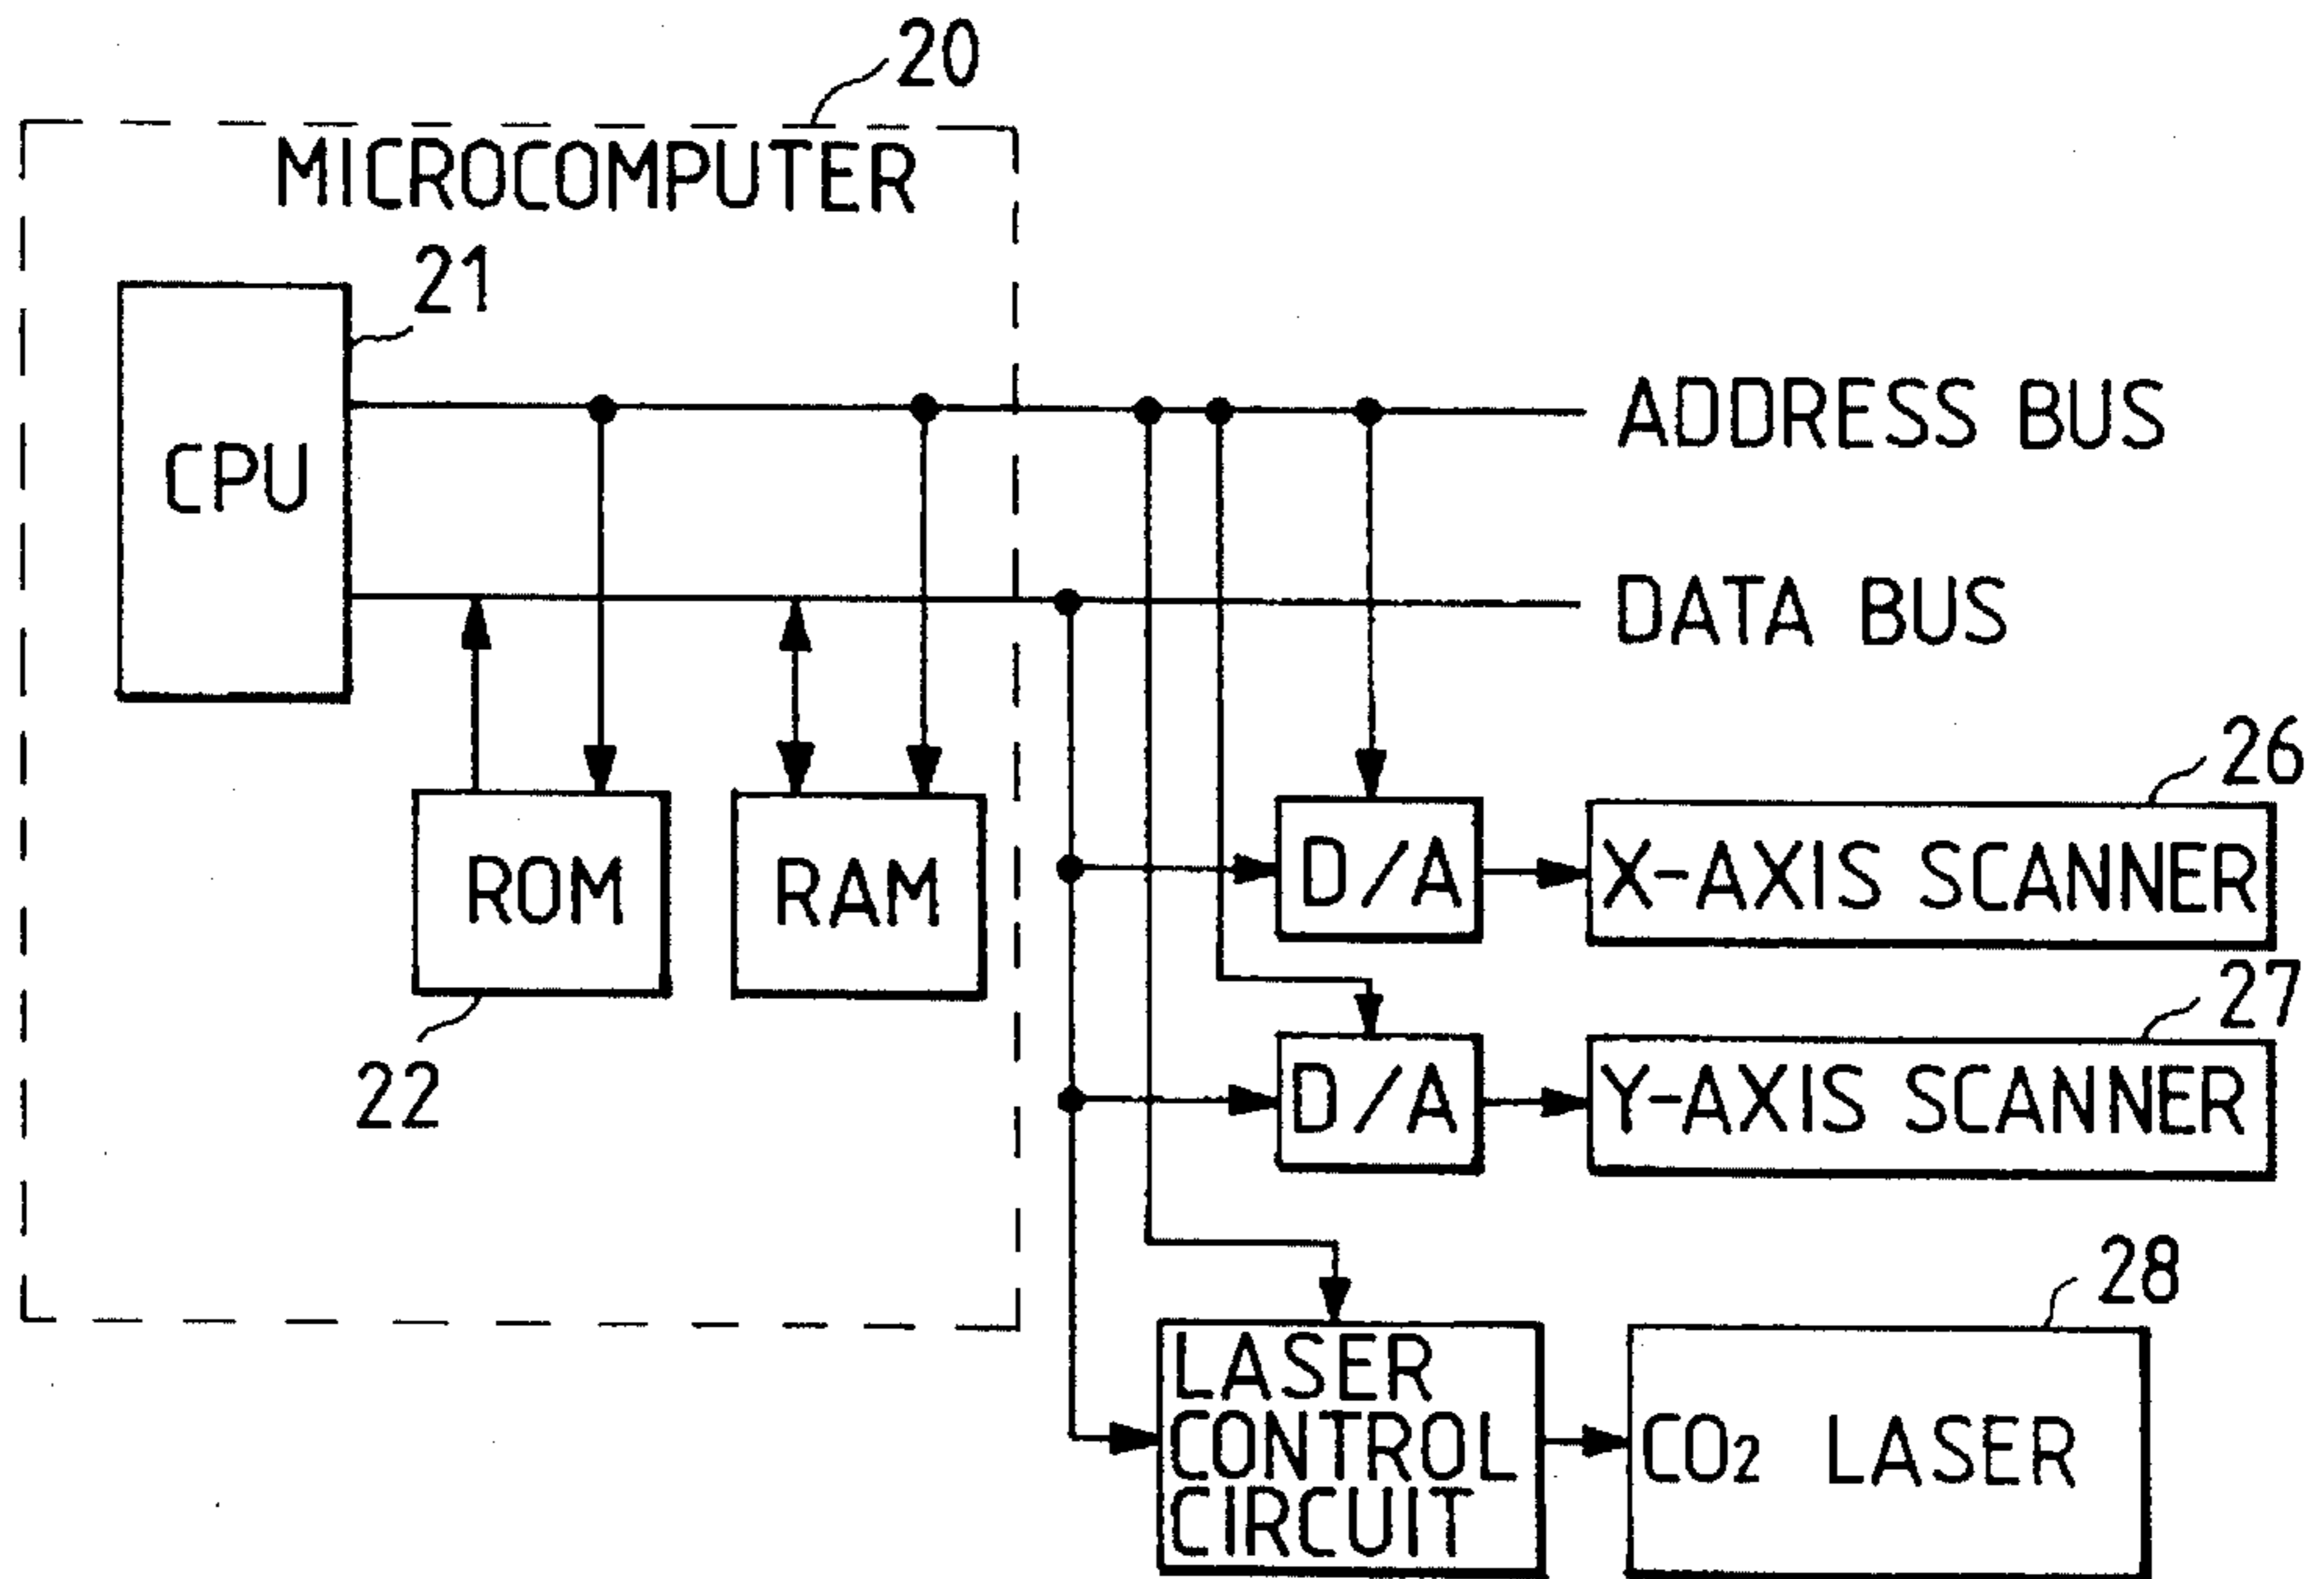 20
MICROCOMPUTER
21
CPU
ADDRESS BUS
DATA BUS
ROM
RAM
22
D/A
X-AXIS SCANNER
26
D/A
Y-AXIS SCANNER
27
LASER
CONTROL
CIRCUIT
CO₂ LASER
28